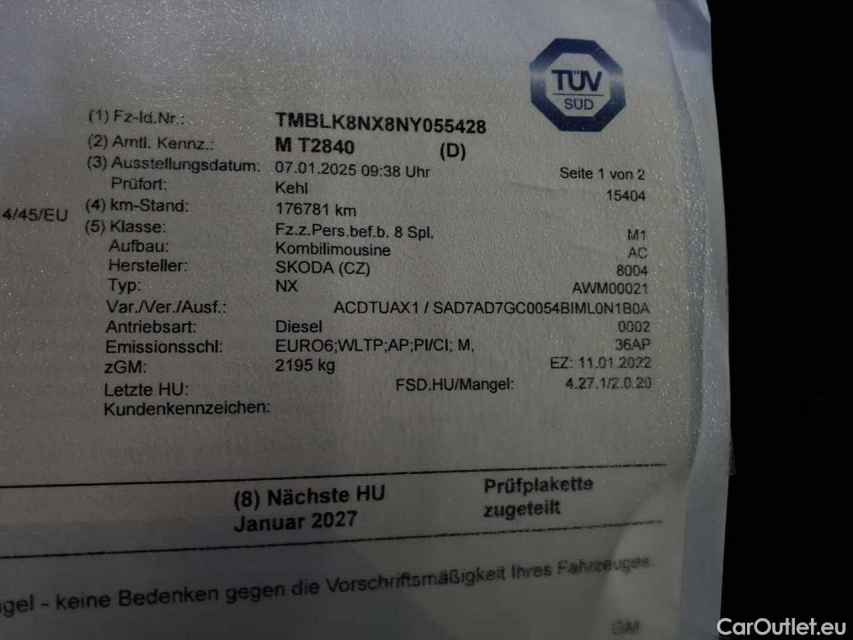 TÜV
SÜD
(1) Fz-Id.Nr.: TMBLK8NX8NY055428
(2) Amtl. Kennz.: M T2840 (D)
(3) Ausstellungsdatum: 07.01.2025 09:38 Uhr Seite 1 von 2
Prüfort: Kehl 15404
4/45/EU (4) km-Stand: 176781 km
(5) Klasse: Fz.z.Pers.bef.b. 8 Spl. M1
Aufbau: Kombilimousine AC
Hersteller: SKODA (CZ) 8004
Typ: NX AWM00021
Var./Ver./Ausf.: ACDTUAX1 / SAD7AD7GC0054BIML0N1B0A
Antriebsart: Diesel 0002
Emissionsschl: EURO6;WLTP;AP;PI/CI; M, 36AP
zGM: 2195 kg EZ: 11.01.2022
Letzte HU: FSD.HU/Mangel: 4.27.1/2.0.20
Kundenkennzeichen:
(8) Nächste HU Prüfplakette
Januar 2027 zugeteilt
ngel - keine Bedenken gegen die Vorschriftsmäßigkeit Ihres Fahrzeuges.
CarOutlet.eu